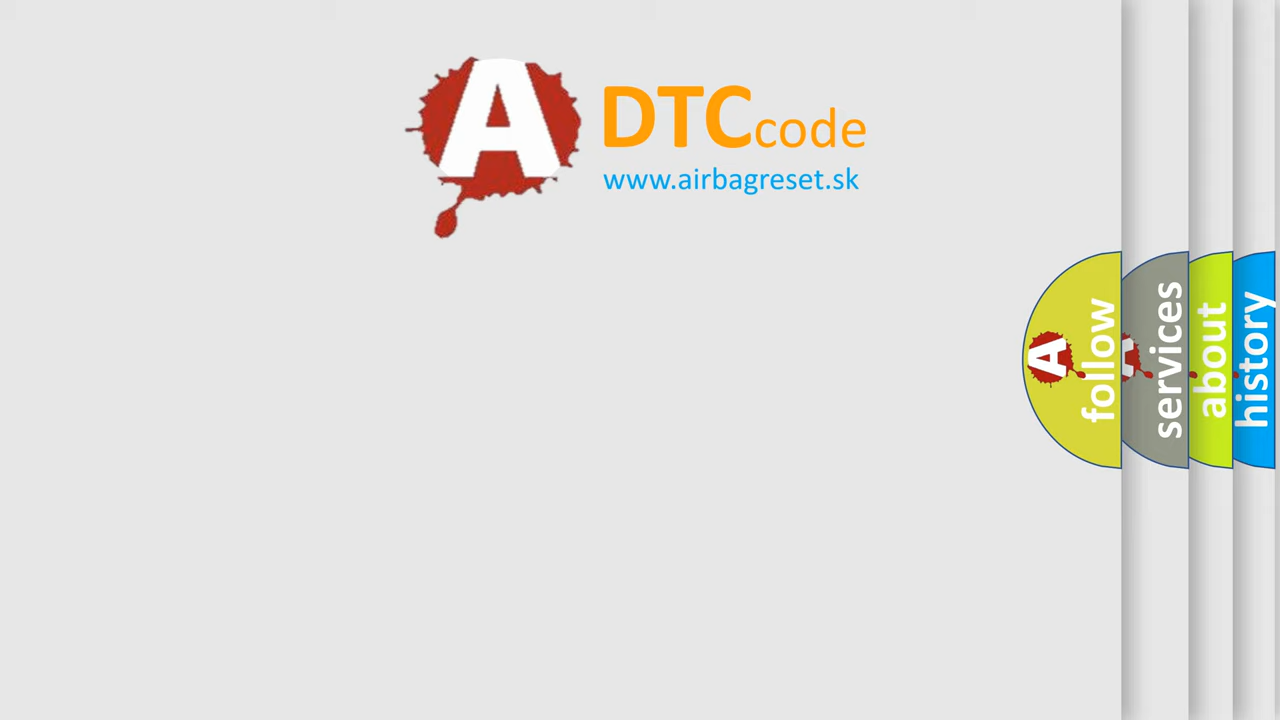 A
DTCcode
www.airbagreset.sk
A
follow
services
about
history